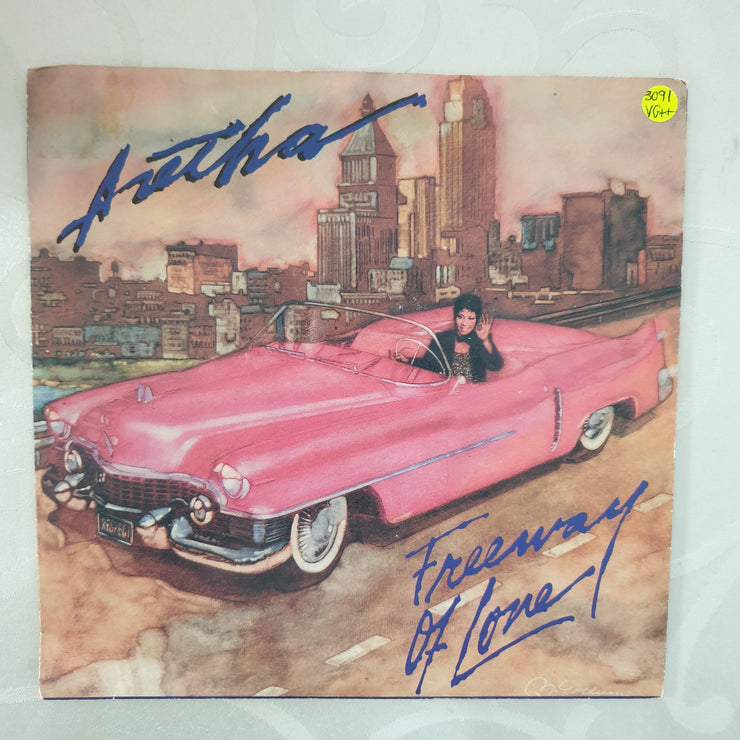 3091
VG++
Aretha
Freeway
Of Love